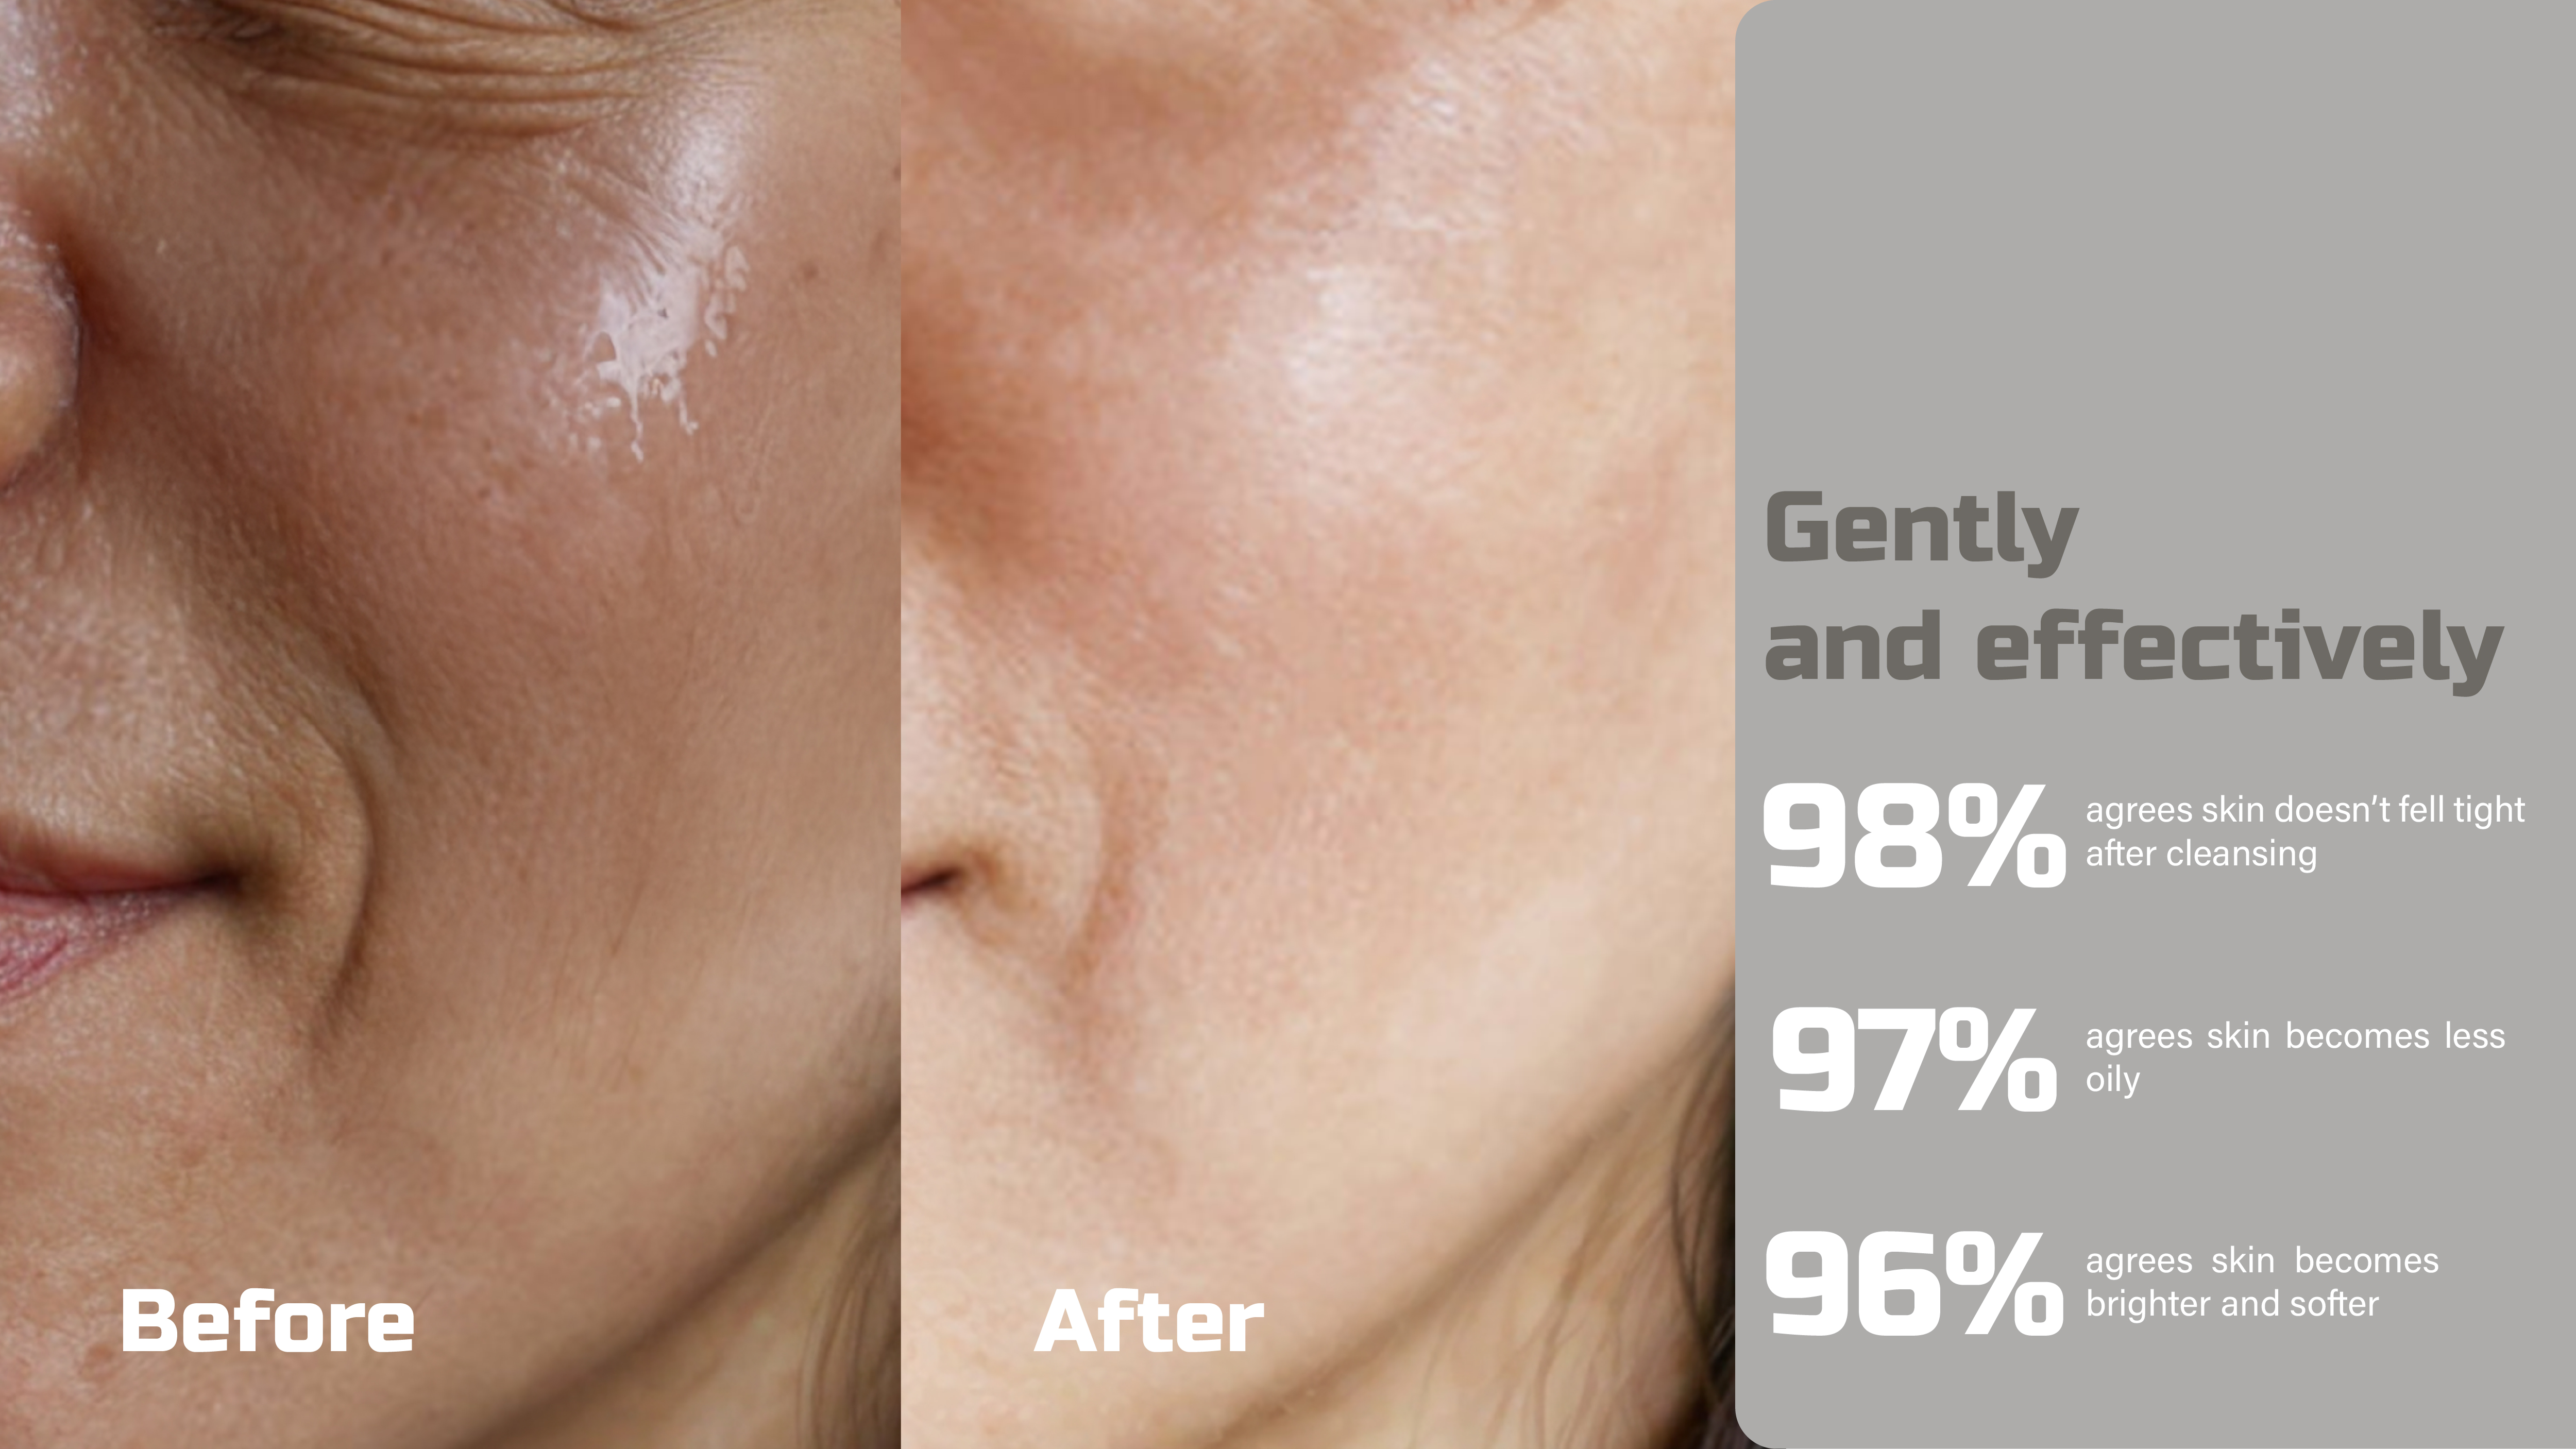 Before
After
Gently
and effectively
98%
agrees skin doesn’t fell tight
after cleansing
97%
agrees skin becomes less
oily
96%
agrees skin becomes
brighter and softer